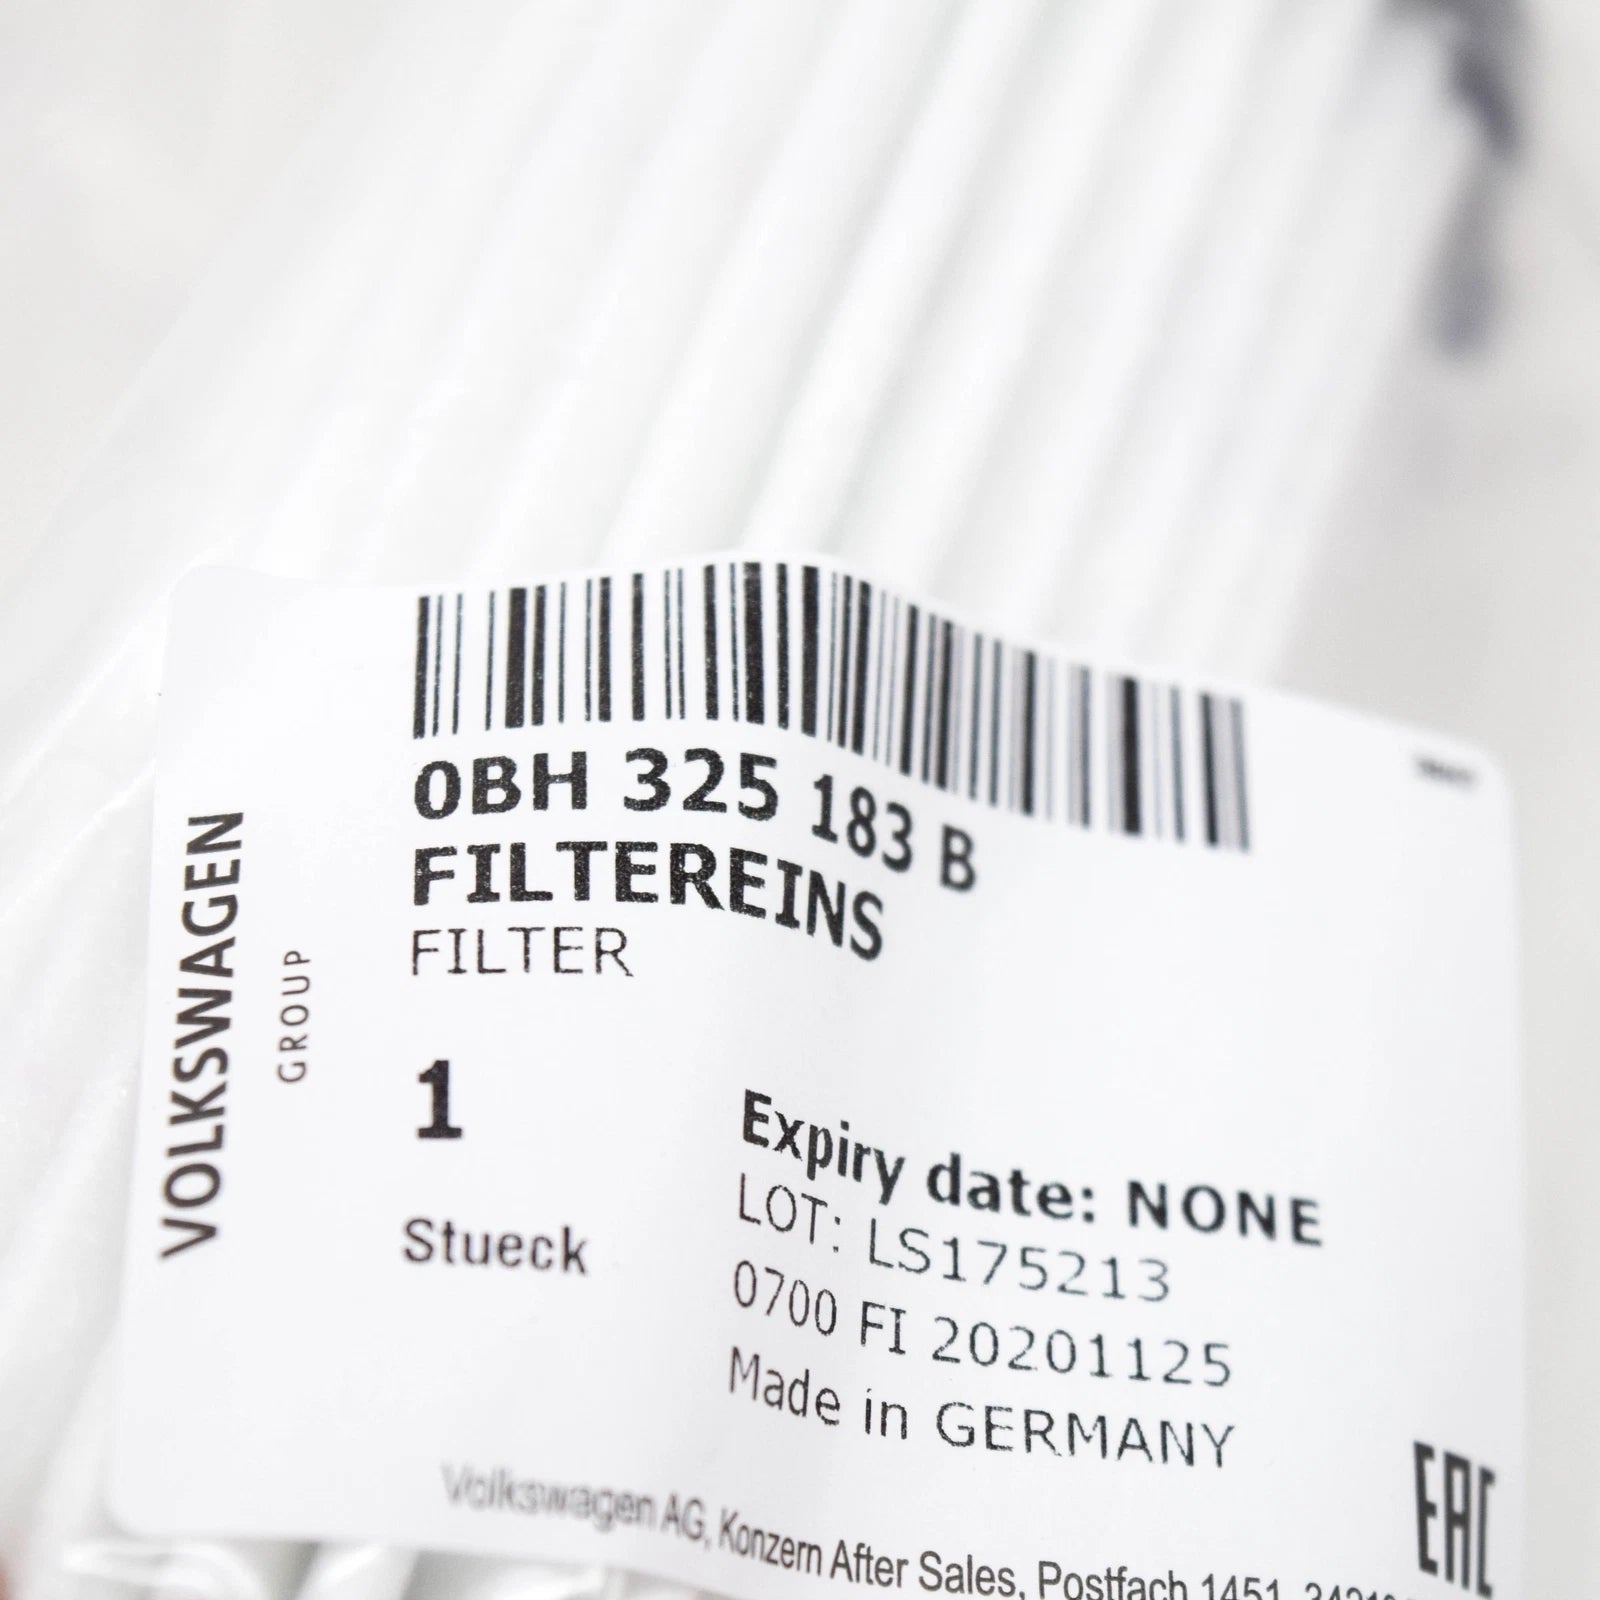 0BH 325 183 B
FILTEREINS
FILTER
VOLKSWAGEN
GROUP
1
Stueck
Expiry date: NONE
LOT: LS175213
0700 FI 20201125
Made in GERMANY
Volkswagen AG, Konzern After Sales, Postfach 1451,
EAC